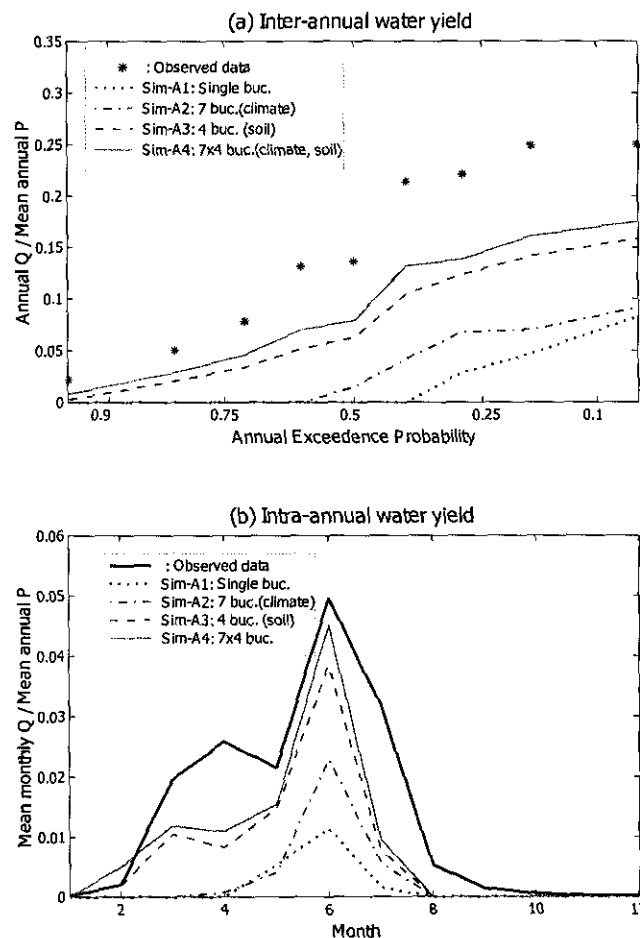 (a) Inter-annual water yield
0.35
0.3
0.25
0.2
0.15
0.1
0.05
0
Annual Q / Mean annual P
* : Observed data
Sim-A1: Single buc.
Sim-A2: 7 buc.(climate)
Sim-A3: 4 buc. (soil)
Sim-A4: 7x4 buc.(climate, soil)
0.9 0.75 0.5 0.25 0.1
Annual Exceedence Probability
(b) Intra-annual water yield
0.06
0.05
0.04
0.03
0.02
0.01
0
Mean monthly Q / Mean annual P
: Observed data
Sim-A1: Single buc.
Sim-A2: 7 buc.(climate)
Sim-A3: 4 buc. (soil)
Sim-A4: 7x4 buc.
2 4 6 8 10
Month